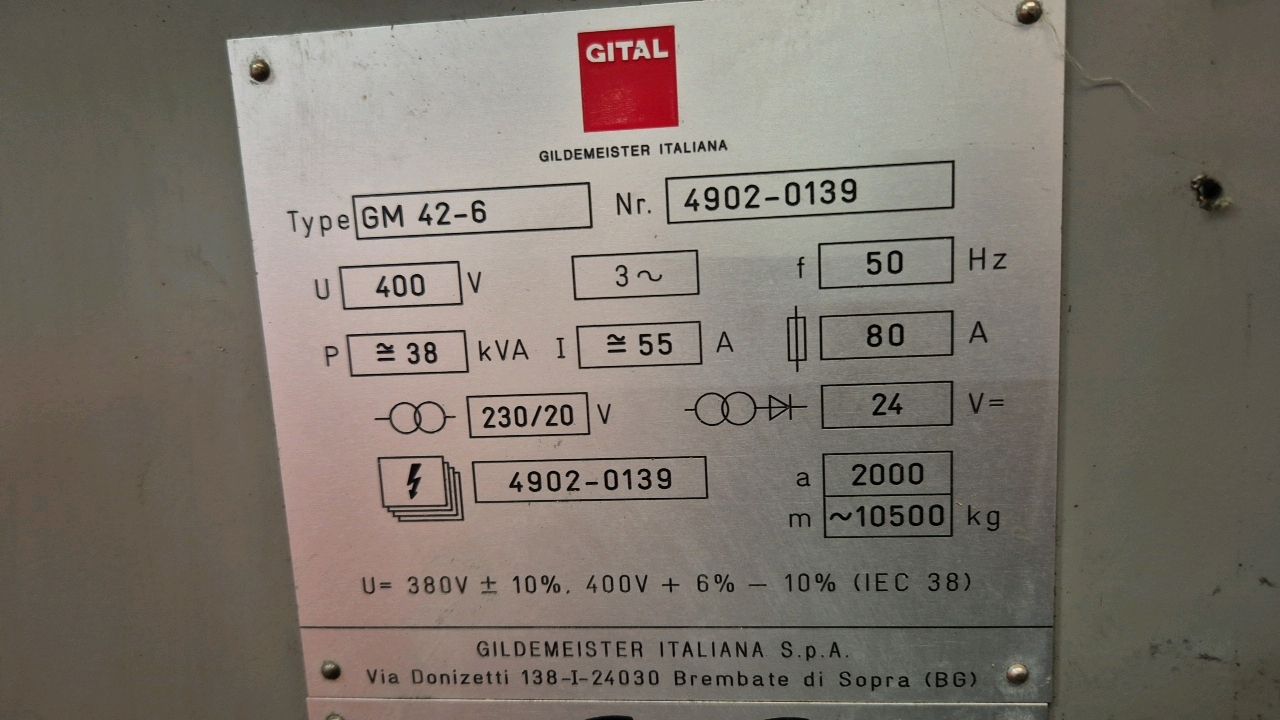 GITAL
GILDEMEISTER ITALIANA
Type GM 42-6 Nr. 4902-0139
U 400 V 3~ f 50 Hz
P ≅ 38 kVA I ≅ 55 A 80 A
230/20 V 24 V=
4902-0139 a 2000
m ~10500 kg
U= 380V ± 10%. 400V + 6% – 10% (IEC 38)
GILDEMEISTER ITALIANA S.p.A.
Via Donizetti 138-I-24030 Brembate di Sopra (BG)